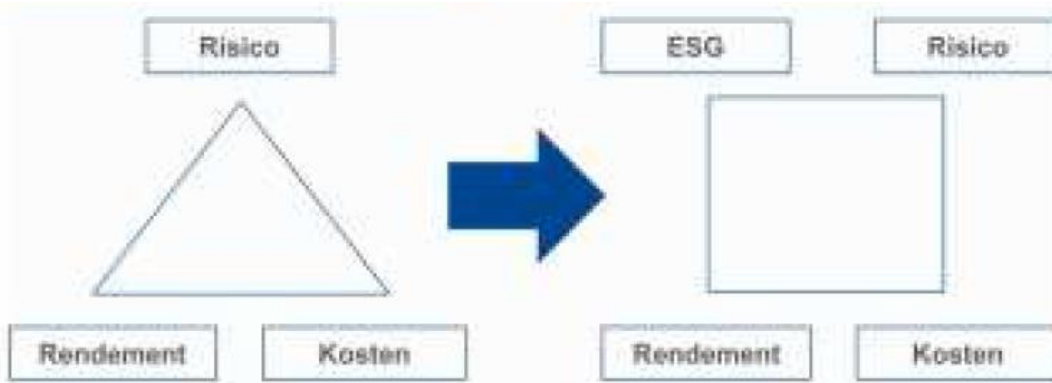 Risico
ESG
Risico
Rendement
Kosten
Rendement
Kosten